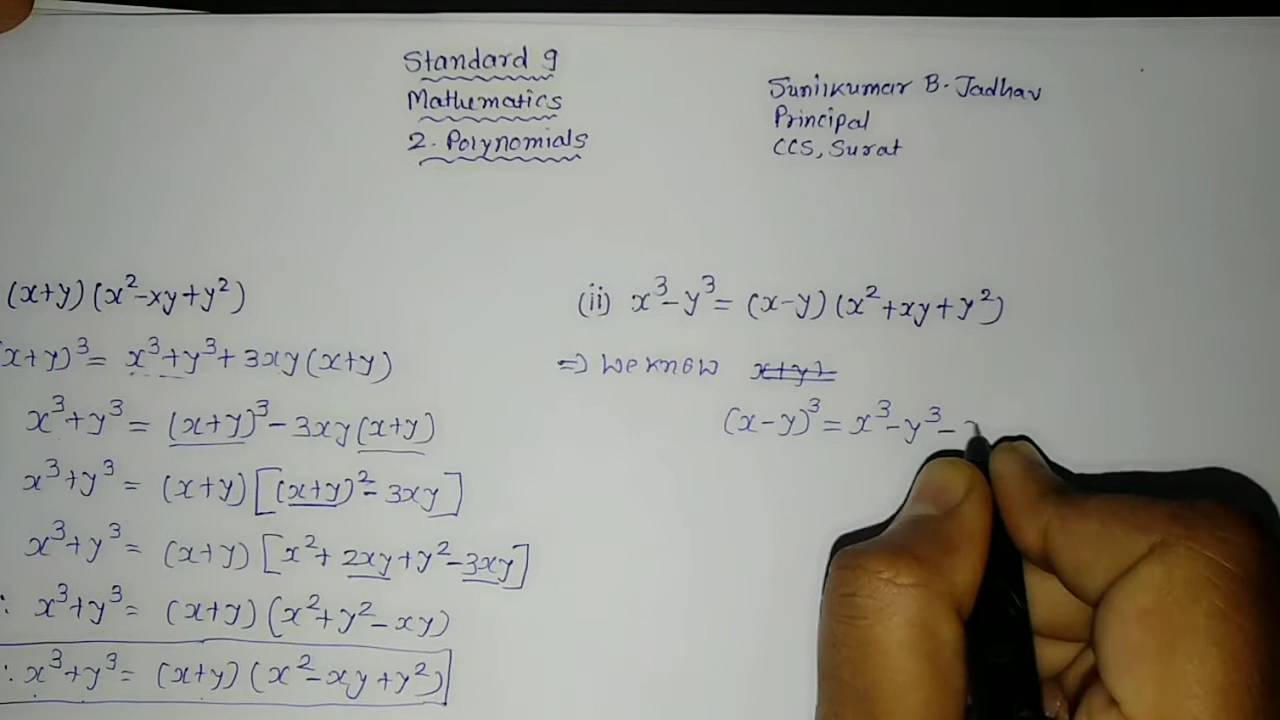 Standard 9
Mathematics
2. Polynomials
Sunilkumar B. Jadhav
Principal
CCS, Surat
(x+y) (x²-xy+y²)
(x+y)³ = x³+y³+3xy(x+y)
x³+y³ = (x+y)³-3xy(x+y)
x³+y³ = (x+y) [(x+y)²-3xy]
x³+y³ = (x+y) [x²+2xy+y²-3xy]
∴ x³+y³ = (x+y) (x²+y²-xy)
∴ x³+y³ = (x+y) (x²-xy+y²)
(ii) x³-y³ = (x-y) (x²+xy+y²)
⇒ We know
(x-y)³ = x³-y³-